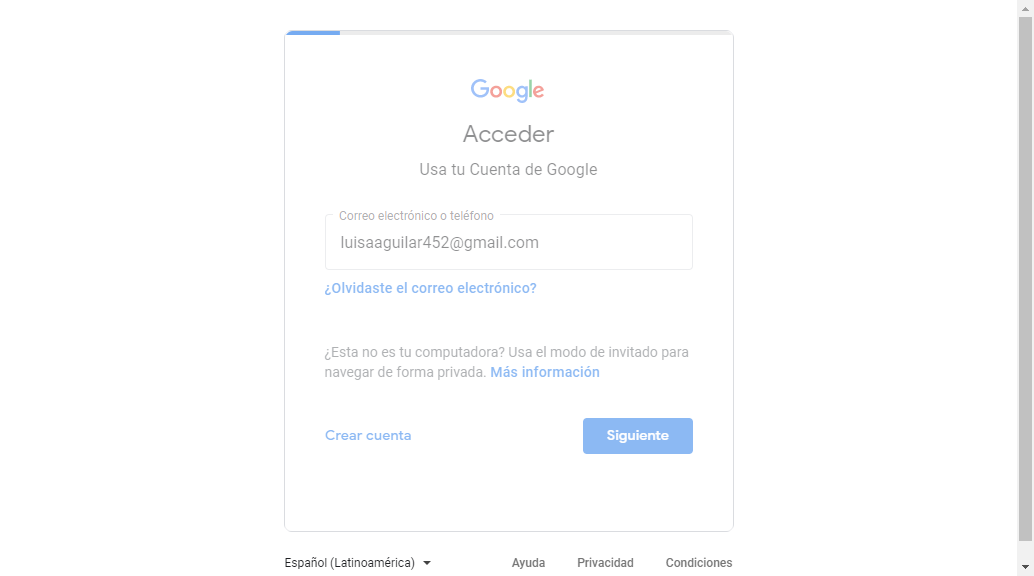 Google
Acceder
Usa tu Cuenta de Google
Correo electrónico o teléfono
luisaaguilar452@gmail.com
¿Olvidaste el correo electrónico?
¿Esta no es tu computadora? Usa el modo de invitado para
navegar de forma privada. Más información
Crear cuenta
Siguiente
Español (Latinoamérica)
Ayuda
Privacidad
Condiciones